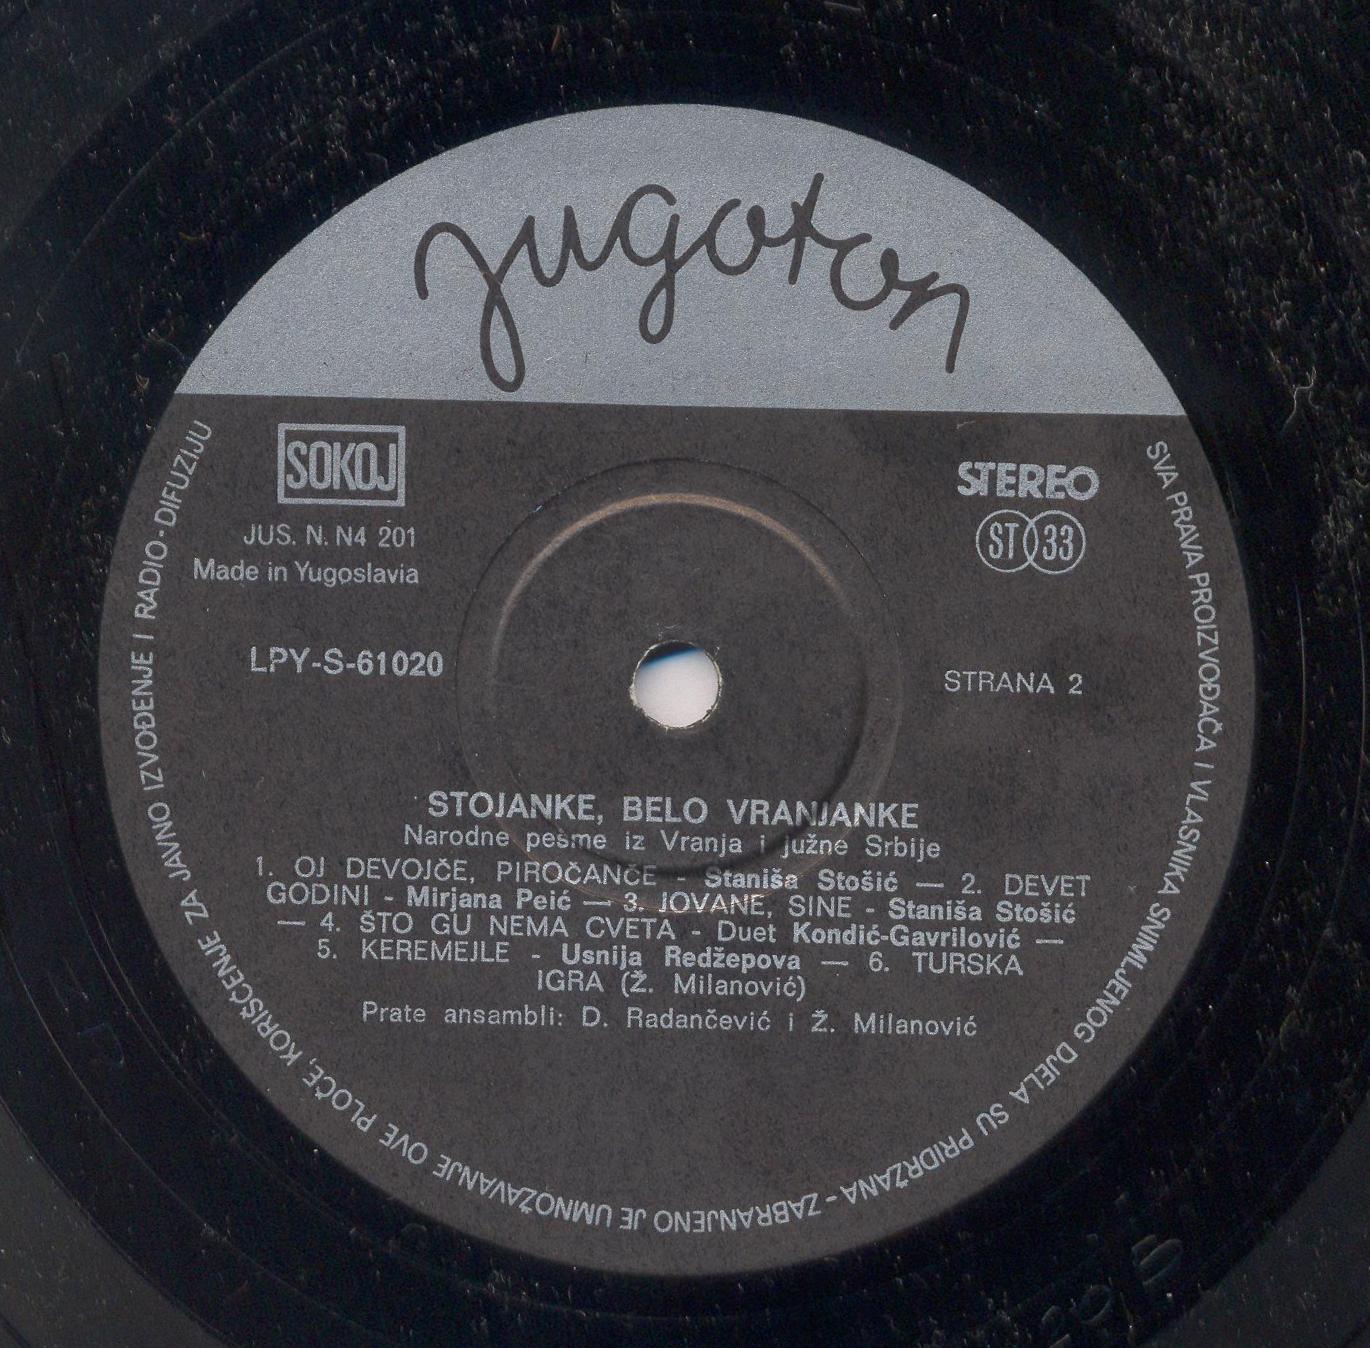 jugoton
SOKOJ
JUS. N. N4 201
Made in Yugoslavia
STEREO
ST 33
LPY-S-61020
STRANA 2
STOJANKE, BELO VRANJANKE
Narodne pesme iz Vranja i južne Srbije
1. OJ DEVOJČE, PIROČANČE - Staniša Stošić — 2. DEVET
GODINI - Mirjana Peić — 3. JOVANE, SINE - Staniša Stošić
— 4. ŠTO GU NEMA CVETA - Duet Kondić-Gavrilović —
5. KEREMEJLE - Usnija Redžepova — 6. TURSKA
IGRA (Ž. Milanović)
Prate ansambli: D. Radančević i Ž. Milanović
SVA PRAVA PROIZVOĐAČA I VLASNIKA SNIMLJENOG DJELA SU PRIDRŽANA - ZABRANJENO JE UMNOŽAVANJE OVE PLOČE, KORIŠĆENJE ZA JAVNO IZVOĐENJE I RADIO-DIFUZIJU